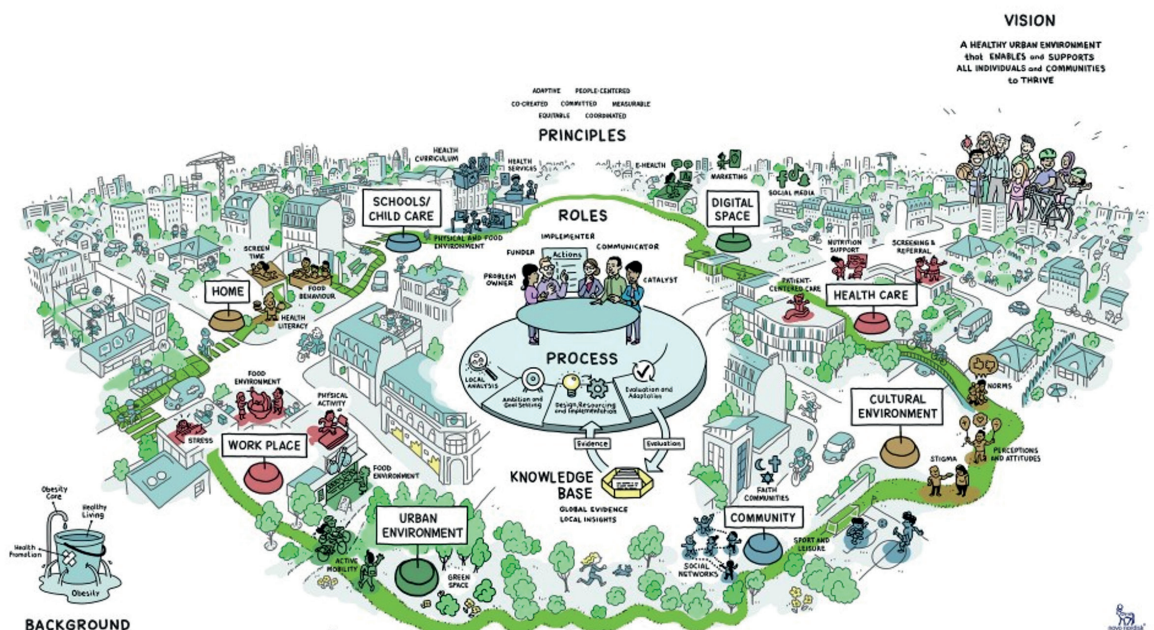 VISION
A HEALTHY URBAN ENVIRONMENT
that ENABLES and SUPPORTS
ALL INDIVIDUALS and COMMUNITIES
to THRIVE
ADAPTIVE PEOPLE-CENTERED
CO-CREATED COMMITTED MEASURABLE
EQUITABLE COORDINATED
PRINCIPLES
HEALTH
CURRICULUM
HEALTH
SERVICES
SCHOOLS/
CHILD CARE
PHYSICAL AND FOOD
ENVIRONMENT
E-HEALTH
MARKETING
SOCIAL MEDIA
DIGITAL
SPACE
ROLES
IMPLEMENTER
FUNDER
COMMUNICATOR
PROBLEM
OWNER
CATALYST
Actions
SCREEN
TIME
HOME
FOOD
BEHAVIOUR
HEALTH
LITERACY
NUTRITION
SUPPORT
SCREENING &
REFERRAL
PATIENT-
CENTERED CARE
HEALTH CARE
PROCESS
LOCAL
ANALYSIS
Ambition and
Goal Setting
Design, Resourcing
and Implementation
Evaluation and
Adaptation
Evidence
Evaluation
KNOWLEDGE
BASE
GLOBAL EVIDENCE
LOCAL INSIGHTS
FOOD
ENVIRONMENT
PHYSICAL
ACTIVITY
STRESS
WORK PLACE
CULTURAL
ENVIRONMENT
NORMS
PERCEPTIONS
AND ATTITUDES
STIGMA
FOOD
ENVIRONMENT
URBAN
ENVIRONMENT
ACTIVE
MOBILITY
GREEN
SPACE
FAITH
COMMUNITIES
COMMUNITY
SPORT AND
LEISURE
SOCIAL
NETWORKS
Obesity
Care
Healthy
Living
Health
Promotion
Obesity
BACKGROUND
novo nordisk